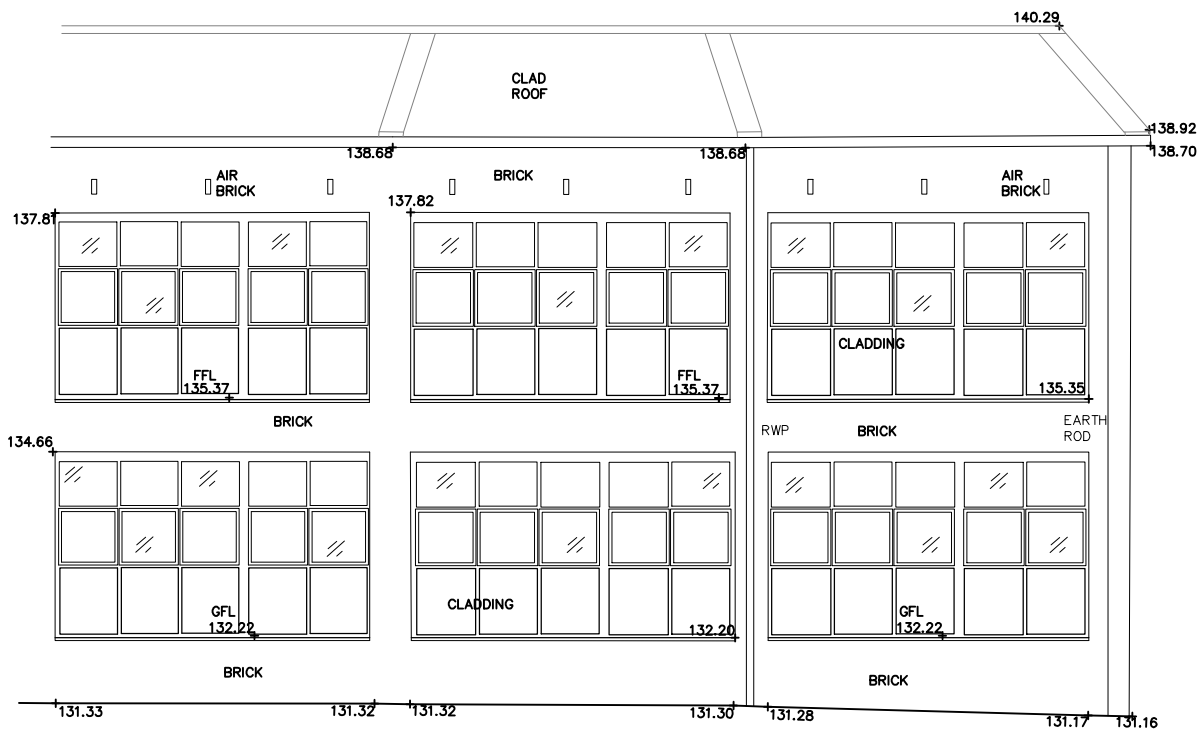 140.29
CLAD
ROOF
138.92
138.68
138.68
138.70
AIR
BRICK
BRICK
AIR
BRICK
137.81
137.82
CLADDING
FFL
135.37
FFL
135.37
135.35
BRICK
RWP
BRICK
EARTH
ROD
134.66
CLADDING
GFL
132.22
132.20
GFL
132.22
BRICK
BRICK
131.33
131.32
131.32
131.30
131.28
131.17
131.16